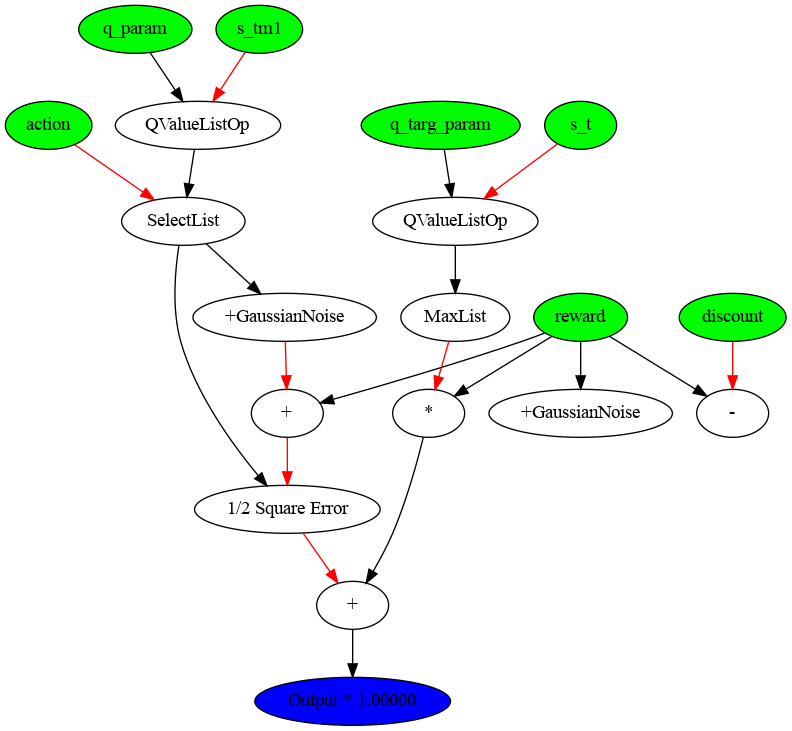 q_param
s_tm1
action
QValueListOp
q_targ_param
s_t
SelectList
QValueListOp
+GaussianNoise
MaxList
reward
discount
+
*
+GaussianNoise
-
1/2 Square Error
+
Output * 1.00000